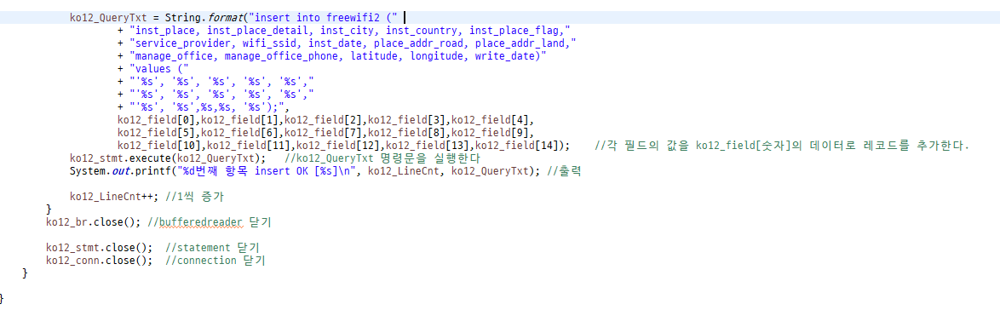 ko12_QueryTxt = String.format("insert into freewifi2 ("
+ "inst_place, inst_place_detail, inst_city, inst_country, inst_place_flag,"
+ "service_provider, wifi_ssid, inst_date, place_addr_road, place_addr_land,"
+ "manage_office, manage_office_phone, latitude, longitude, write_date)"
+ "values ("
+ "'%s', '%s', '%s', '%s', '%s',"
+ "'%s', '%s', '%s', '%s', '%s',"
+ "'%s', '%s',%s,%s, '%s');",
ko12_field[0],ko12_field[1],ko12_field[2],ko12_field[3],ko12_field[4],
ko12_field[5],ko12_field[6],ko12_field[7],ko12_field[8],ko12_field[9],
ko12_field[10],ko12_field[11],ko12_field[12],ko12_field[13],ko12_field[14]); //각 필드의 값을 ko12_field[숫자]의 데이터로 레코드를 추가한다.
ko12_stmt.execute(ko12_QueryTxt); //ko12_QueryTxt 명령문을 실행한다
System.out.printf("%d번째 항목 insert OK [%s]\n", ko12_LineCnt, ko12_QueryTxt); //출력
ko12_LineCnt++; //1씩 증가
}
ko12_br.close(); //bufferedreader 닫기
ko12_stmt.close(); //statement 닫기
ko12_conn.close(); //connection 닫기
}
}